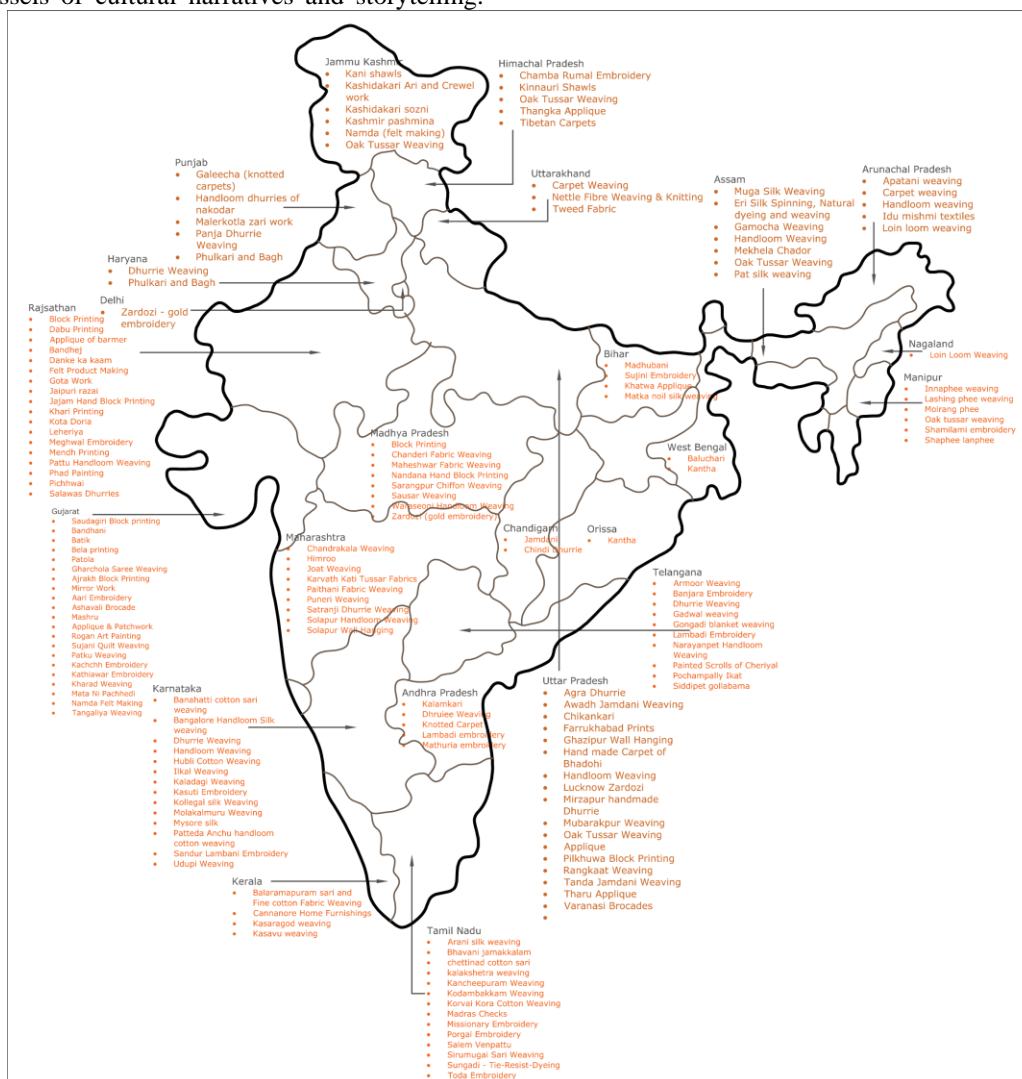 ssels of cultural narratives and storytelling.
Jammu Kashmir
• Kani shawls
• Kashidakari Ari and Crewel
work
• Kashidakari sozni
• Kashmir pashmina
• Namda (felt making)
• Oak Tussar Weaving
Himachal Pradesh
• Chamba Rumal Embroidery
• Kinnauri Shawls
• Oak Tussar Weaving
• Thangka Applique
• Tibetan Carpets
Punjab
• Galeecha (knotted
carpets)
• Handloom dhurries of
nakodar
• Malerkotla zari work
• Panja Dhurrie
Weaving
• Phulkari and Bagh
Uttarakhand
• Carpet Weaving
• Nettle Fibre Weaving & Knitting
• Tweed Fabric
Assam
• Muga Silk Weaving
• Eri Silk Spinning, Natural
dyeing and weaving
• Gamocha Weaving
• Handloom Weaving
• Mekhela Chador
• Oak Tussar Weaving
• Pat silk weaving
Arunachal Pradesh
• Apatani weaving
• Carpet weaving
• Handloom weaving
• Idu mishmi textiles
• Loin loom weaving
Haryana
• Dhurrie Weaving
• Phulkari and Bagh
Delhi
• Zardozi - gold
embroidery
Rajsathan
• Block Printing
• Dabu Printing
• Applique of barmer
• Bandhej
• Danke ka kaam
• Felt Product Making
• Gota Work
• Jaipuri razai
• Jajam Hand Block Printing
• Khari Printing
• Kota Doria
• Leheriya
• Meghwal Embroidery
• Mendh Printing
• Pattu Handloom Weaving
• Phad Painting
• Pichhwai
• Salawas Dhurries
Bihar
• Madhubani
• Sujini Embroidery
• Khatwa Applique
• Matka noil silk weaving
Nagaland
• Loin Loom Weaving
Manipur
• Innaphee weaving
• Lashing phee weaving
• Moirang phee
• Oak tussar weaving
• Shamilami embroidery
• Shaphee lanphee
Madhya Pradesh
• Block Printing
• Chanderi Fabric Weaving
• Maheshwar Fabric Weaving
• Nandana Hand Block Printing
• Sarangpur Chiffon Weaving
• Sausar Weaving
• Waraseoni Handloom Weaving
• Zardozi (gold embroidery)
West Bengal
• Baluchari
• Kantha
Gujarat
• Saudagiri Block printing
• Bandhani
• Batik
• Bela printing
• Patola
• Gharchola Saree Weaving
• Ajrakh Block Printing
• Mirror Work
• Aari Embroidery
• Ashavali Brocade
• Mashru
• Applique & Patchwork
• Rogan Art Painting
• Sujani Quilt Weaving
• Patku Weaving
• Kachchh Embroidery
• Kathiawar Embroidery
• Kharad Weaving
• Mata Ni Pachhedi
• Namda Felt Making
• Tangaliya Weaving
Maharashtra
• Chandrakala Weaving
• Himroo
• Joat Weaving
• Karvath Kati Tussar Fabrics
• Paithani Fabric Weaving
• Puneri Weaving
• Satranji Dhurrie Weaving
• Solapur Handloom Weaving
• Solapur Wall Hanging
Chandigam
• Jamdani
• Chindi Dhurrie
Orissa
• Kantha
Telangana
• Armoor Weaving
• Banjara Embroidery
• Dhurrie Weaving
• Gadwal weaving
• Gongadi blanket weaving
• Lambadi Embroidery
• Narayanpet Handloom
Weaving
• Painted Scrolls of Cheriyal
• Pochampally Ikat
• Siddipet gollabama
Karnataka
• Banahatti cotton sari
weaving
• Bangalore Handloom Silk
weaving
• Dhurrie Weaving
• Handloom Weaving
• Hubli Cotton Weaving
• Ilkal Weaving
• Kaladagi Weaving
• Kasuti Embroidery
• Kollegal silk Weaving
• Molakalmuru Weaving
• Mysore silk
• Patteda Anchu handloom
cotton weaving
• Sandur Lambani Embroidery
• Udupi Weaving
Andhra Pradesh
• Kalamkari
• Dhruiee Weaving
• Knotted Carpet
• Lambadi embroidery
• Mathuria embroidery
Uttar Pradesh
• Agra Dhurrie
• Awadh Jamdani Weaving
• Chikankari
• Farrukhabad Prints
• Ghazipur Wall Hanging
• Hand made Carpet of
Bhadohi
• Handloom Weaving
• Lucknow Zardozi
• Mirzapur handmade
Dhurrie
• Mubarakpur Weaving
• Oak Tussar Weaving
• Applique
• Pilkhuwa Block Printing
• Rangkaat Weaving
• Tanda Jamdani Weaving
• Tharu Applique
• Varanasi Brocades
•
Kerala
• Balaramapuram sari and
Fine cotton Fabric Weaving
• Cannanore Home Furnishings
• Kasaragod weaving
• Kasavu weaving
Tamil Nadu
• Arani silk weaving
• Bhavani jamakkalam
• chettinad cotton sari
• kalakshetra weaving
• Kancheepuram Weaving
• Kodambakkam Weaving
• Korvai Kora Cotton Weaving
• Madras Checks
• Missionary Embroidery
• Porgai Embroidery
• Salem Venpattu
• Sirumugai Sari Weaving
• Sungadi - Tie-Resist-Dyeing
• Toda Embroidery